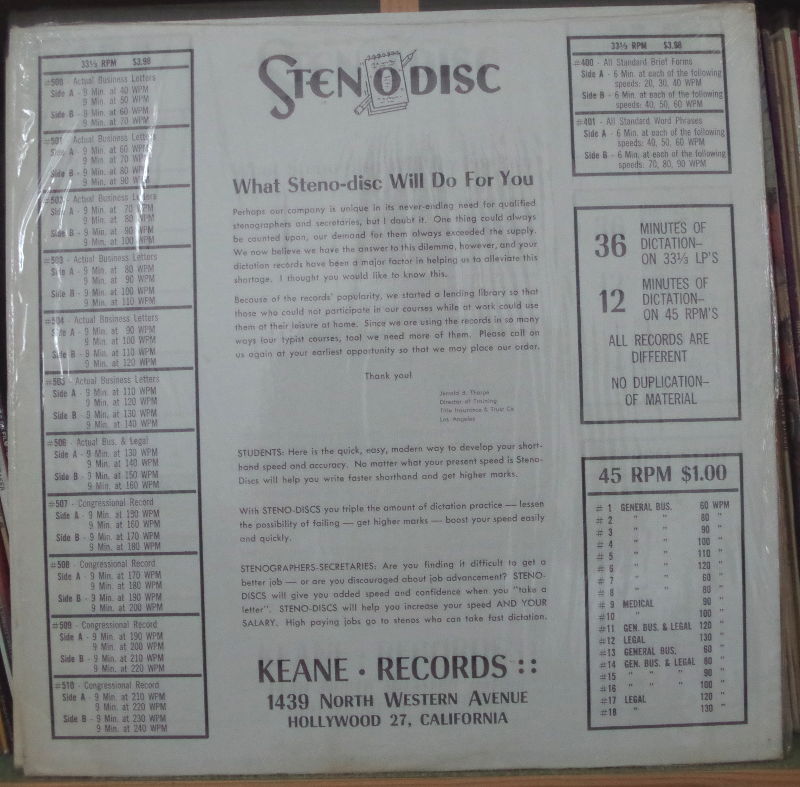 33⅓ RPM $3.98
#500 - Actual Business Letters
Side A - 9 Min. at 40 WPM
9 Min. at 50 WPM
Side B - 9 Min. at 60 WPM
9 Min. at 70 WPM
#501 - Actual Business Letters
Side A - 9 Min. at 60 WPM
9 Min. at 70 WPM
Side B - 9 Min. at 80 WPM
9 Min. at 90 WPM
#502 - Actual Business Letters
Side A - 9 Min. at 70 WPM
9 Min. at 80 WPM
Side B - 9 Min. at 90 WPM
9 Min. at 100 WPM
#503 - Actual Business Letters
Side A - 9 Min. at 80 WPM
9 Min. at 90 WPM
Side B - 9 Min. at 100 WPM
9 Min. at 110 WPM
#504 - Actual Business Letters
Side A - 9 Min. at 90 WPM
9 Min. at 100 WPM
Side B - 9 Min. at 110 WPM
9 Min. at 120 WPM
#505 - Actual Business Letters
Side A - 9 Min. at 110 WPM
9 Min. at 120 WPM
Side B - 9 Min. at 130 WPM
9 Min. at 140 WPM
#506 - Actual Bus. & Legal
Side A - 9 Min. at 130 WPM
9 Min. at 140 WPM
Side B - 9 Min. at 150 WPM
9 Min. at 160 WPM
#507 - Congressional Record
Side A - 9 Min. at 150 WPM
9 Min. at 160 WPM
Side B - 9 Min. at 170 WPM
9 Min. at 180 WPM
#508 - Congressional Record
Side A - 9 Min. at 170 WPM
9 Min. at 180 WPM
Side B - 9 Min. at 190 WPM
9 Min. at 200 WPM
#509 - Congressional Record
Side A - 9 Min. at 190 WPM
9 Min. at 200 WPM
Side B - 9 Min. at 210 WPM
9 Min. at 220 WPM
#510 - Congressional Record
Side A - 9 Min. at 210 WPM
9 Min. at 220 WPM
Side B - 9 Min. at 230 WPM
9 Min. at 240 WPM
STENODISC
What Steno-disc Will Do For You
Perhaps our company is unique in its never-ending need for qualified
stenographers and secretaries, but I doubt it. One thing could always
be counted upon, our demand for them always exceeded the supply.
We now believe we have the answer to this dilemma, however, and your
dictation records have been a major factor in helping us to alleviate this
shortage. I thought you would like to know this.
Because of the records' popularity, we started a lending library so that
those who could not participate in our courses while at work could use
them at their leisure at home. Since we are using the records in so many
ways (our typist courses, too) we need more of them. Please call on
us again at your earliest opportunity so that we may place our order.
Thank you!
Jerrold B. Thorpe
Director of Training
Title Insurance & Trust Co
Los Angeles
STUDENTS: Here is the quick, easy, modern way to develop your short-
hand speed and accuracy. No matter what your present speed is Steno-
Discs will help you write faster shorthand and get higher marks.
With STENO-DISCS you triple the amount of dictation practice — lessen
the possibility of failing — get higher marks — boost your speed easily
and quickly.
STENOGRAPHERS-SECRETARIES: Are you finding it difficult to get a
better job — or are you discouraged about job advancement? STENO-
DISCS will give you added speed and confidence when you "take a
letter". STENO-DISCS will help you increase your speed AND YOUR
SALARY. High paying jobs go to stenos who can take fast dictation.
KEANE • RECORDS ::
1439 NORTH WESTERN AVENUE
HOLLYWOOD 27, CALIFORNIA
33⅓ RPM $3.98
#400 - All Standard Brief Forms
Side A - 6 Min. at each of the following
speeds: 20, 30, 40 WPM
Side B - 6 Min. at each of the following
speeds: 40, 50, 60 WPM
#401 - All Standard Word Phrases
Side A - 6 Min. at each of the following
speeds: 40, 50, 60 WPM
Side B - 6 Min. at each of the following
speeds: 70, 80, 90 WPM
36 MINUTES OF
DICTATION—
ON 33⅓ LP'S
12 MINUTES OF
DICTATION—
ON 45 RPM'S
ALL RECORDS ARE
DIFFERENT
NO DUPLICATION—
OF MATERIAL
45 RPM $1.00
# 1 GENERAL BUS. 60 WPM
# 2 " " 80 "
# 3 " " 90 "
# 4 " " 100 "
# 5 " " 110 "
# 6 " " 120 "
# 7 " " 60 "
# 8 " " 80 "
# 9 MEDICAL 90 "
#10 " 100 "
#11 GEN. BUS. & LEGAL 120 "
#12 LEGAL 130 "
#13 GENERAL BUS. 60 "
#14 GEN. BUS. & LEGAL 80 "
#15 " " " 90 "
#16 " " " 100 "
#17 LEGAL 120 "
#18 " 130 "